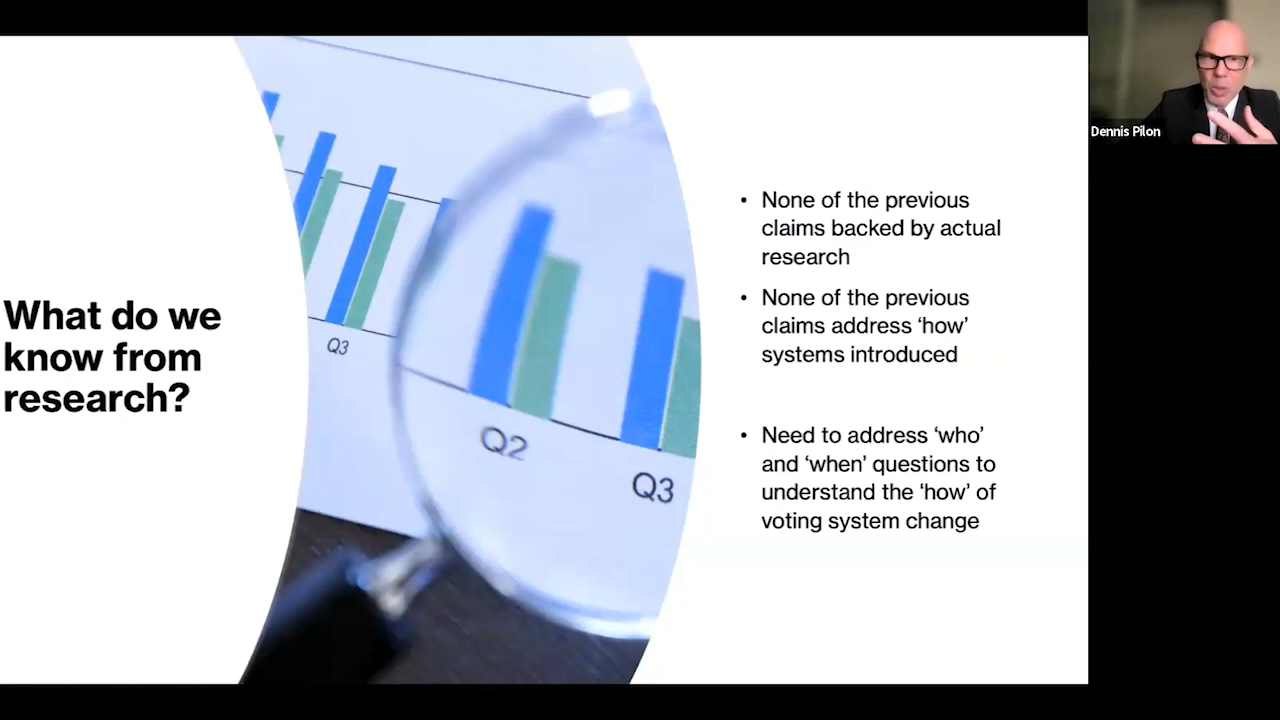 What do we
know from
research?
Q3
Q2
Q3
• None of the previous
claims backed by actual
research
• None of the previous
claims address ‘how’
systems introduced
• Need to address ‘who’
and ‘when’ questions to
understand the ‘how’ of
voting system change
Dennis Pilon